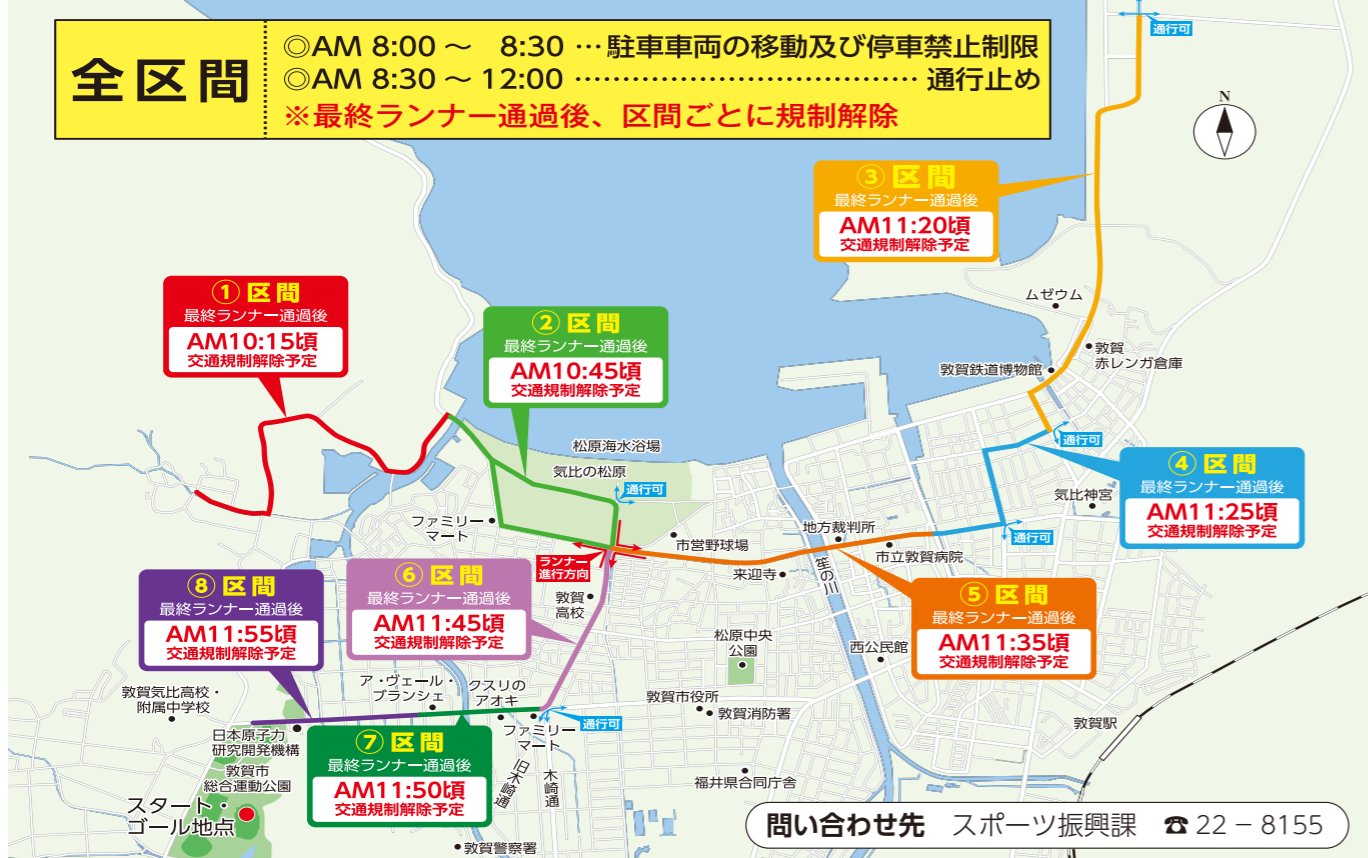 全区間
◎AM 8:00 ～ 8:30 … 駐車車両の移動及び停車禁止制限
◎AM 8:30 ～ 12:00 …………………………… 通行止め
※最終ランナー通過後、区間ごとに規制解除
通行可
N
③ 区間
最終ランナー通過後
AM11:20頃
交通規制解除予定
① 区間
最終ランナー通過後
AM10:15頃
交通規制解除予定
② 区間
最終ランナー通過後
AM10:45頃
交通規制解除予定
ムゼウム
敦賀
赤レンガ倉庫
敦賀鉄道博物館
通行可
松原海水浴場
気比の松原
通行可
④ 区間
最終ランナー通過後
AM11:25頃
交通規制解除予定
気比神宮
通行可
ファミリー
マート
地方裁判所
市営野球場
市立敦賀病院
来迎寺
笙の川
ランナー
進行方向
敦賀
高校
⑧ 区間
最終ランナー通過後
AM11:55頃
交通規制解除予定
⑥ 区間
最終ランナー通過後
AM11:45頃
交通規制解除予定
⑤ 区間
最終ランナー通過後
AM11:35頃
交通規制解除予定
松原中央
公園
西公民館
敦賀気比高校・
附属中学校
ア・ヴェール・
ブランシェ
クスリの
アオキ
敦賀市役所
敦賀消防署
敦賀駅
通行可
ファミリー
マート
日本原子力
研究開発機構
⑦ 区間
最終ランナー通過後
AM11:50頃
交通規制解除予定
敦賀市
総合運動公園
旧木崎通
木崎通
福井県合同庁舎
スタート・
ゴール地点
敦賀警察署
問い合わせ先 スポーツ振興課 ☎ 22－8155